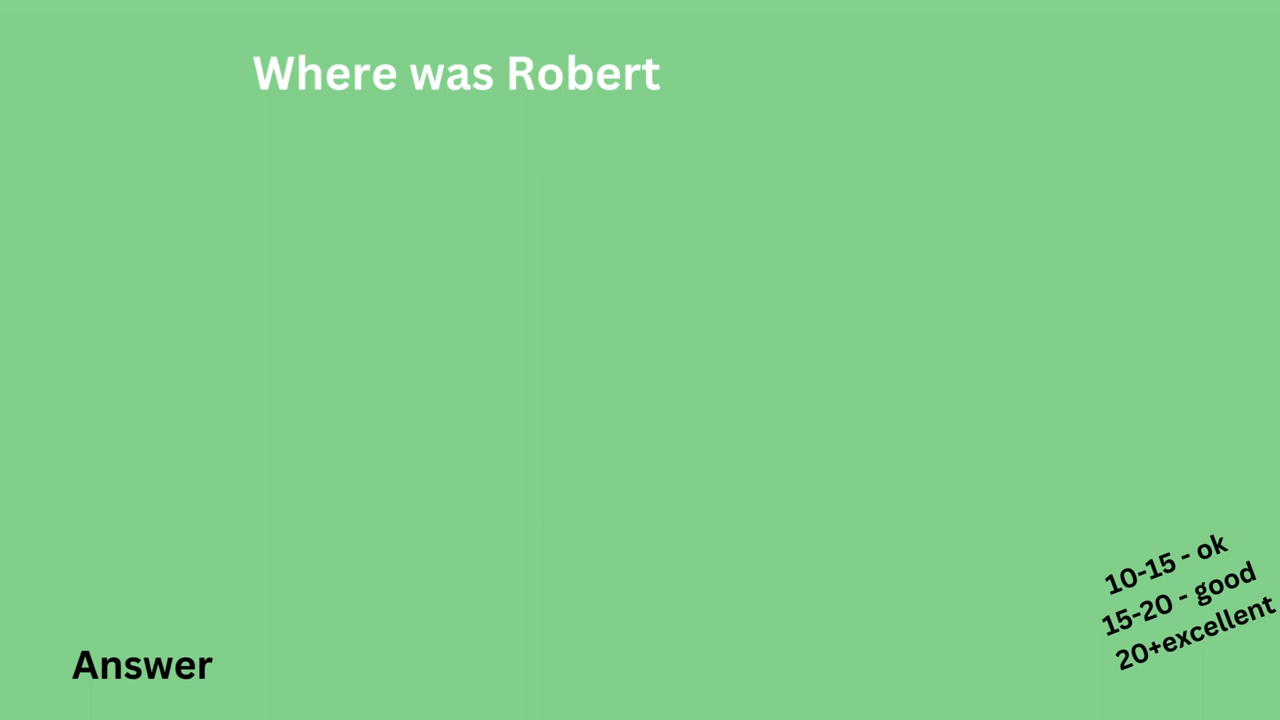 Where was Robert
10-15 - ok
15-20 - good
20+excellent
Answer